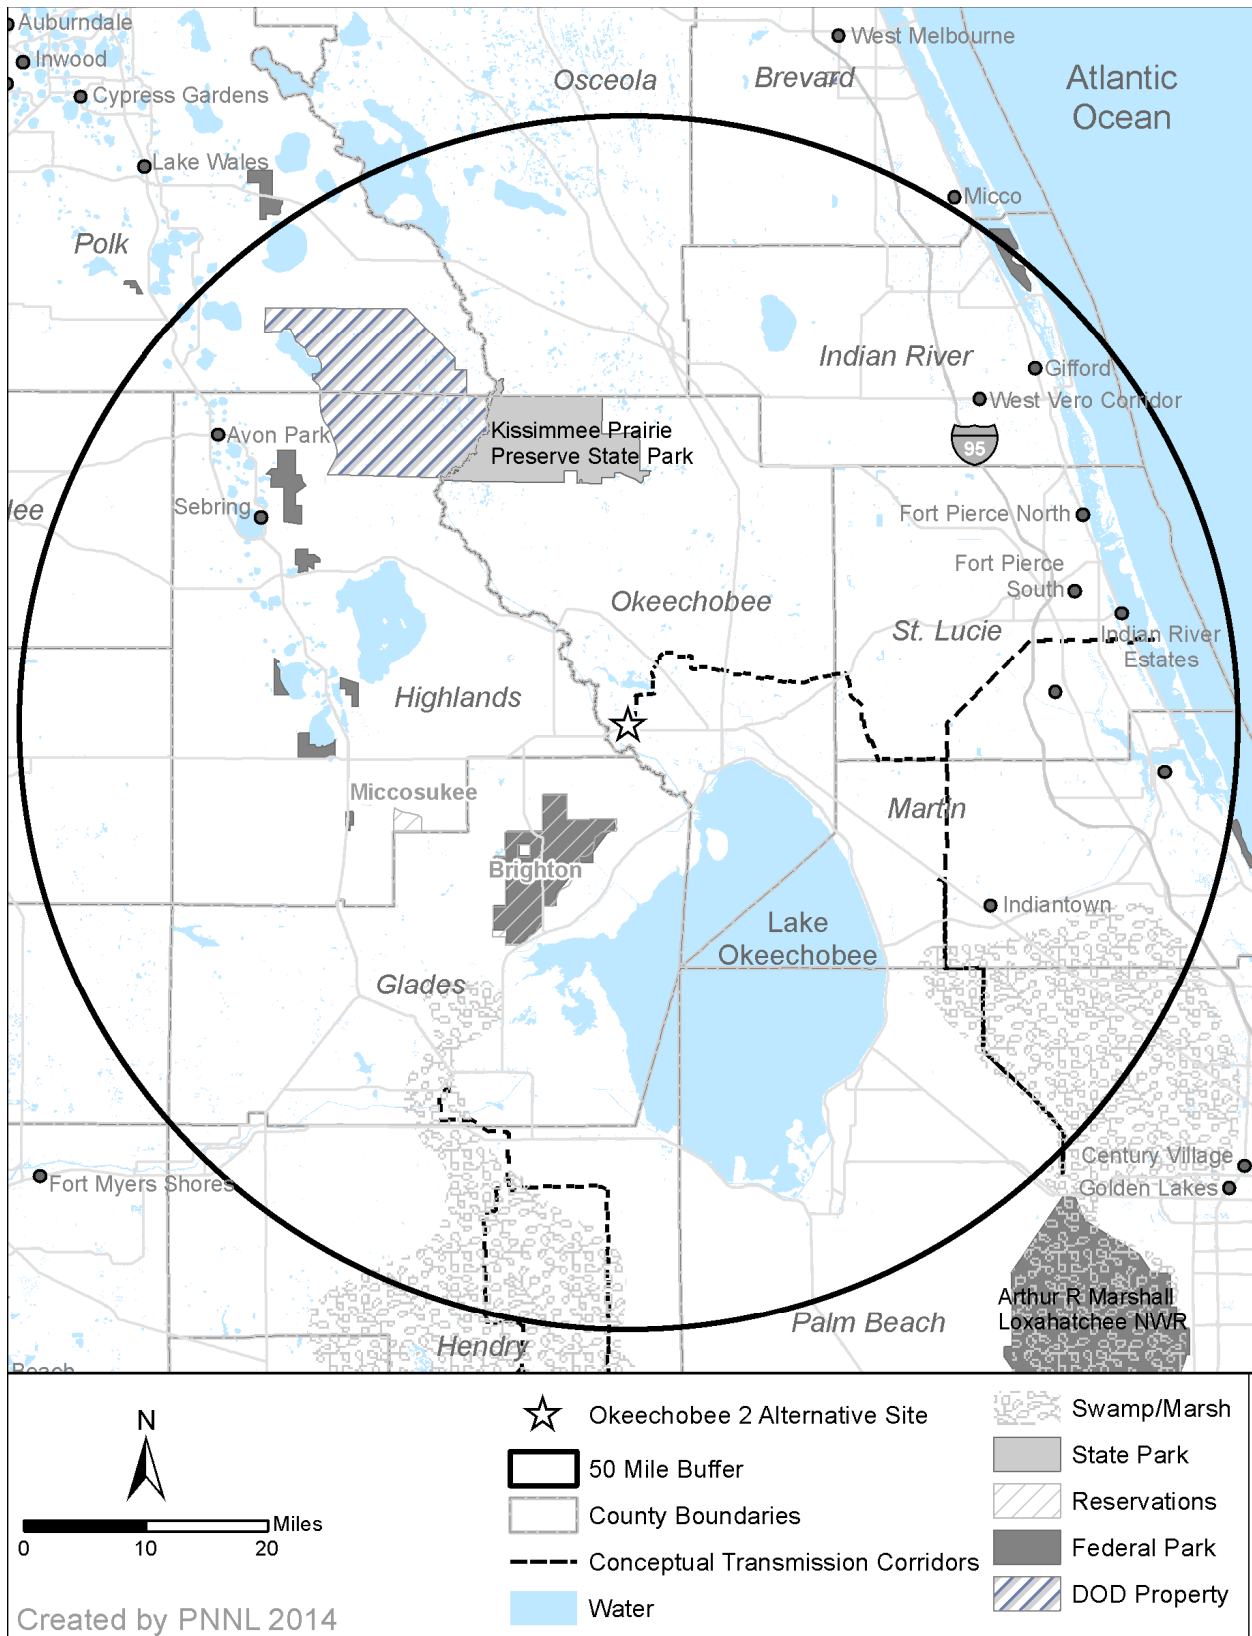 Auburndale
Inwood
Cypress Gardens
Lake Wales
Polk
Osceola
West Melbourne
Brevard
Atlantic
Ocean
Micco
Indian River
Gifford
West Vero Corridor
95
Kissimmee Prairie
Preserve State Park
Avon Park
Sebring
lee
Fort Pierce North
Fort Pierce
South
Okeechobee
St. Lucie
Indian River
Estates
Highlands
Miccosukee
Martin
Brighton
Indiantown
Lake
Okeechobee
Glades
Fort Myers Shores
Century Village
Golden Lakes
Arthur R Marshall
Loxahatchee NWR
Palm Beach
Hendry
Beach
N
Miles
0 10 20
Created by PNNL 2014
Okeechobee 2 Alternative Site
50 Mile Buffer
County Boundaries
Conceptual Transmission Corridors
Water
Swamp/Marsh
State Park
Reservations
Federal Park
DOD Property